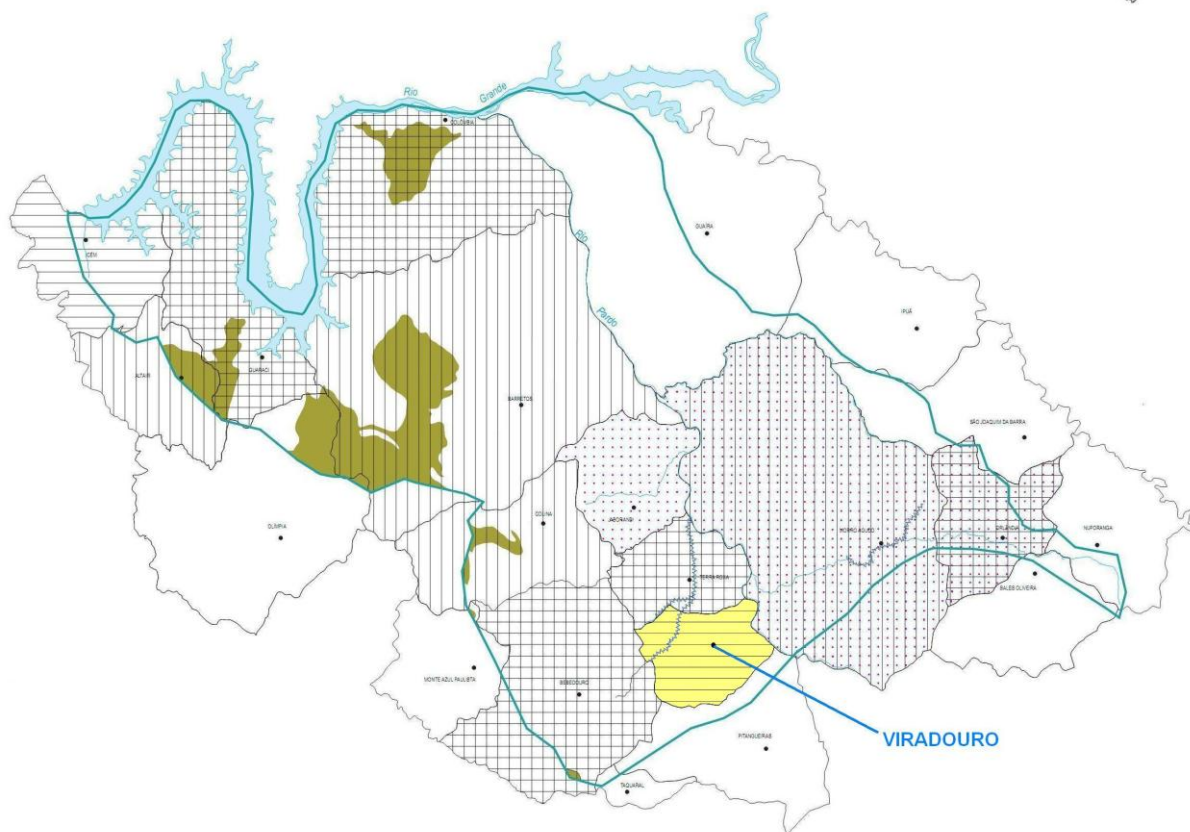 Rio
Grande
COLÔMBIA
GUAÍRA
ICÉM
Rio
Pardo
IPUÃ
GUARACI
ALTAIR
BARRETOS
SÃO JOAQUIM DA BARRA
COLINA
JABORANDI
OLÍMPIA
MORRO AGUDO
ORLÂNDIA
NUPORANGA
TERRA ROXA
SALES OLIVEIRA
MONTE AZUL PAULISTA
BEBEDOURO
VIRADOURO
PITANGUEIRAS
TAQUARAL